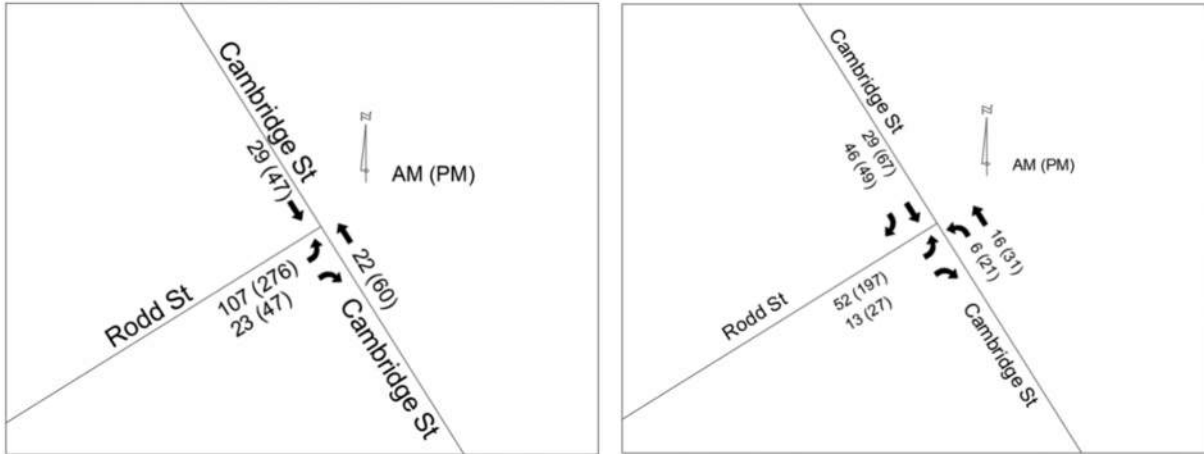 Cambridge St
29 (47)
N
AM (PM)
22 (60)
107 (276)
23 (47)
Rodd St
Cambridge St
Cambridge St
29 (67)
46 (49)
N
AM (PM)
16 (31)
6 (21)
52 (197)
13 (27)
Rodd St
Cambridge St